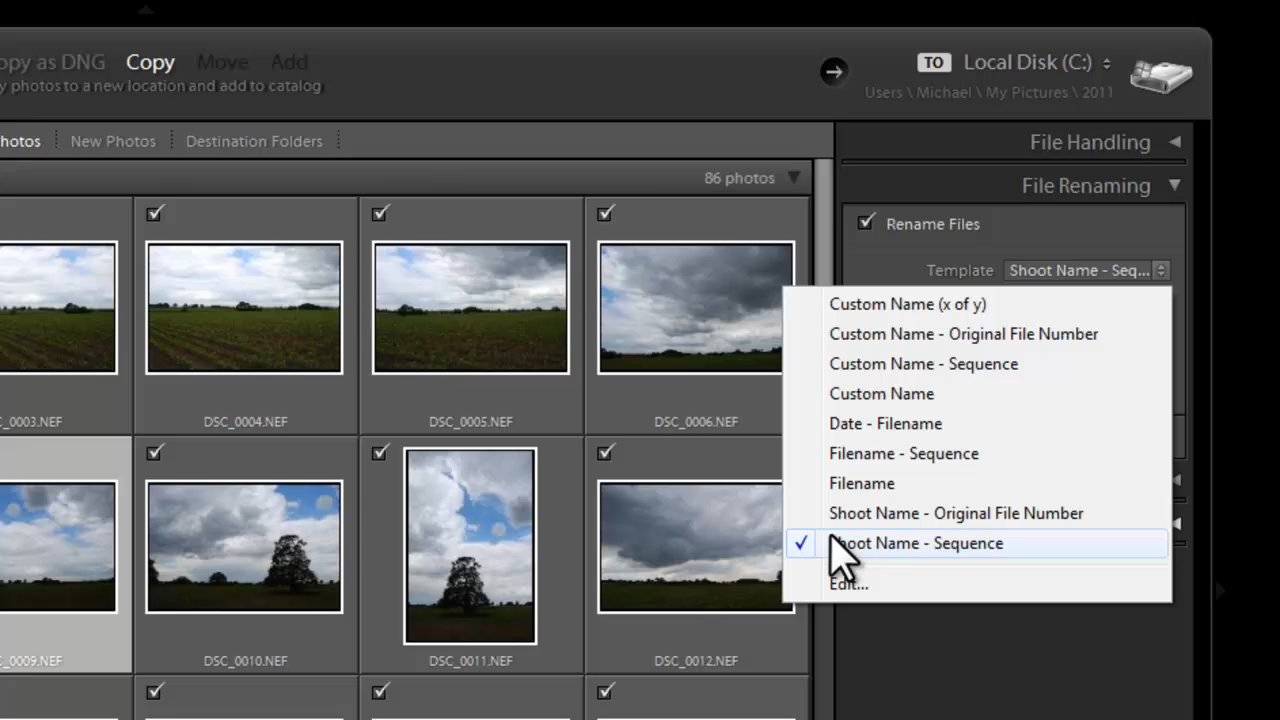 opy as DNG Copy Move Add
y photos to a new location and add to catalog
TO Local Disk (C:)
Users \ Michael \ My Pictures \ 2011
hotos New Photos Destination Folders
86 photos
File Handling
File Renaming
Rename Files
Template Shoot Name - Seq...
Custom Name (x of y)
Custom Name - Original File Number
Custom Name - Sequence
Custom Name
Date - Filename
Filename - Sequence
Filename
Shoot Name - Original File Number
hoot Name - Sequence
Edit...
_0003.NEF DSC_0004.NEF DSC_0005.NEF DSC_0006.NEF
SC_0009.NEF DSC_0010.NEF DSC_0011.NEF DSC_0012.NEF